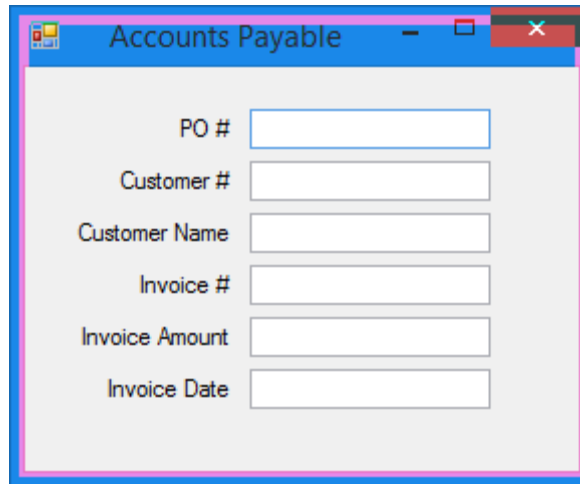 Accounts Payable
PO #
Customer #
Customer Name
Invoice #
Invoice Amount
Invoice Date